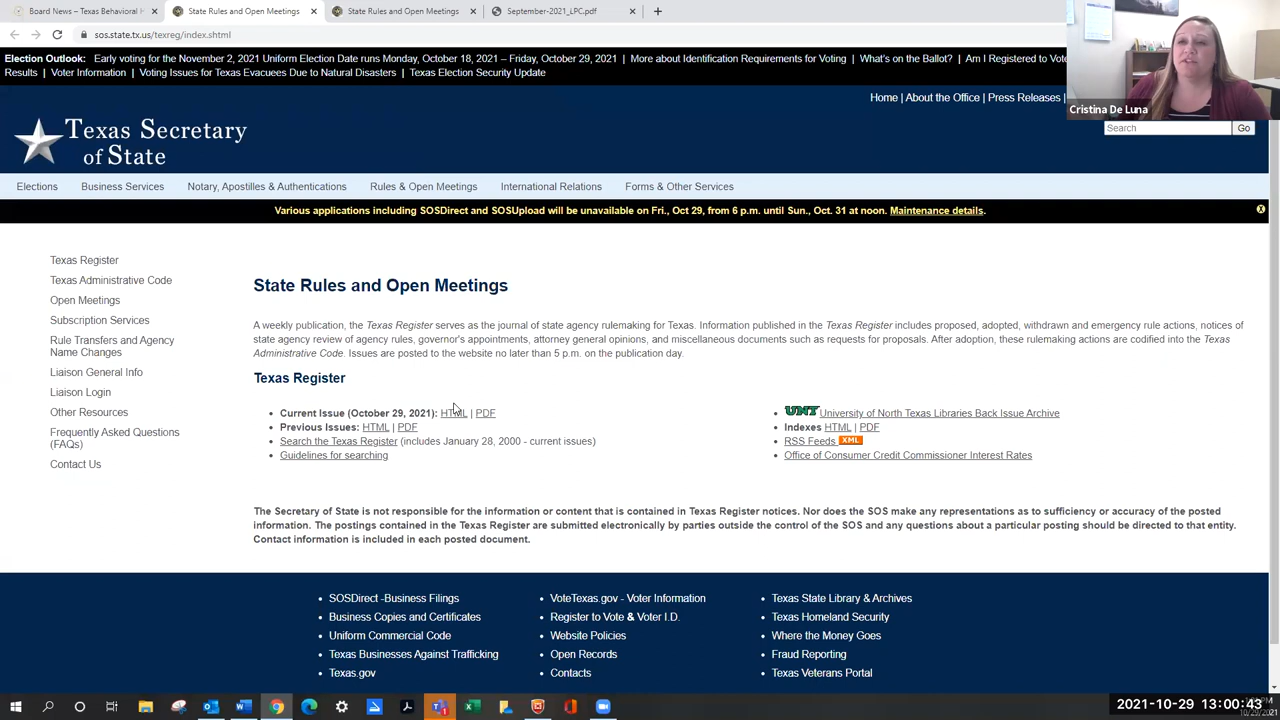 Board News – Texas Behavioral H
State Rules and Open Meetings
State Rules and Open Meetings
September-2021_LPC.pdf
sos.state.tx.us/texreg/index.shtml
Election Outlook: Early voting for the November 2, 2021 Uniform Election Date runs Monday, October 18, 2021 – Friday, October 29, 2021 | More about Identification Requirements for Voting | What's on the Ballot? | Am I Registered to Vote
Results | Voter Information | Voting Issues for Texas Evacuees Due to Natural Disasters | Texas Election Security Update
Home | About the Office | Press Releases |
Cristina De Luna
Texas Secretary
of State
Search Go
Elections Business Services Notary, Apostilles & Authentications Rules & Open Meetings International Relations Forms & Other Services
Various applications including SOSDirect and SOSUpload will be unavailable on Fri., Oct 29, from 6 p.m. until Sun., Oct. 31 at noon. Maintenance details.
Texas Register
Texas Administrative Code
Open Meetings
Subscription Services
Rule Transfers and Agency
Name Changes
Liaison General Info
Liaison Login
Other Resources
Frequently Asked Questions
(FAQs)
Contact Us
State Rules and Open Meetings
A weekly publication, the Texas Register serves as the journal of state agency rulemaking for Texas. Information published in the Texas Register includes proposed, adopted, withdrawn and emergency rule actions, notices of
state agency review of agency rules, governor's appointments, attorney general opinions, and miscellaneous documents such as requests for proposals. After adoption, these rulemaking actions are codified into the Texas
Administrative Code. Issues are posted to the website no later than 5 p.m. on the publication day.
Texas Register
Current Issue (October 29, 2021): HTML | PDF
Previous Issues: HTML | PDF
Search the Texas Register (includes January 28, 2000 - current issues)
Guidelines for searching
UNT University of North Texas Libraries Back Issue Archive
Indexes HTML | PDF
RSS Feeds XML
Office of Consumer Credit Commissioner Interest Rates
The Secretary of State is not responsible for the information or content that is contained in Texas Register notices. Nor does the SOS make any representations as to sufficiency or accuracy of the posted
information. The postings contained in the Texas Register are submitted electronically by parties outside the control of the SOS and any questions about a particular posting should be directed to that entity.
Contact information is included in each posted document.
SOSDirect -Business Filings
Business Copies and Certificates
Uniform Commercial Code
Texas Businesses Against Trafficking
Texas.gov
VoteTexas.gov - Voter Information
Register to Vote & Voter I.D.
Website Policies
Open Records
Contacts
Texas State Library & Archives
Texas Homeland Security
Where the Money Goes
Fraud Reporting
Texas Veterans Portal
2021-10-29 13:00:43